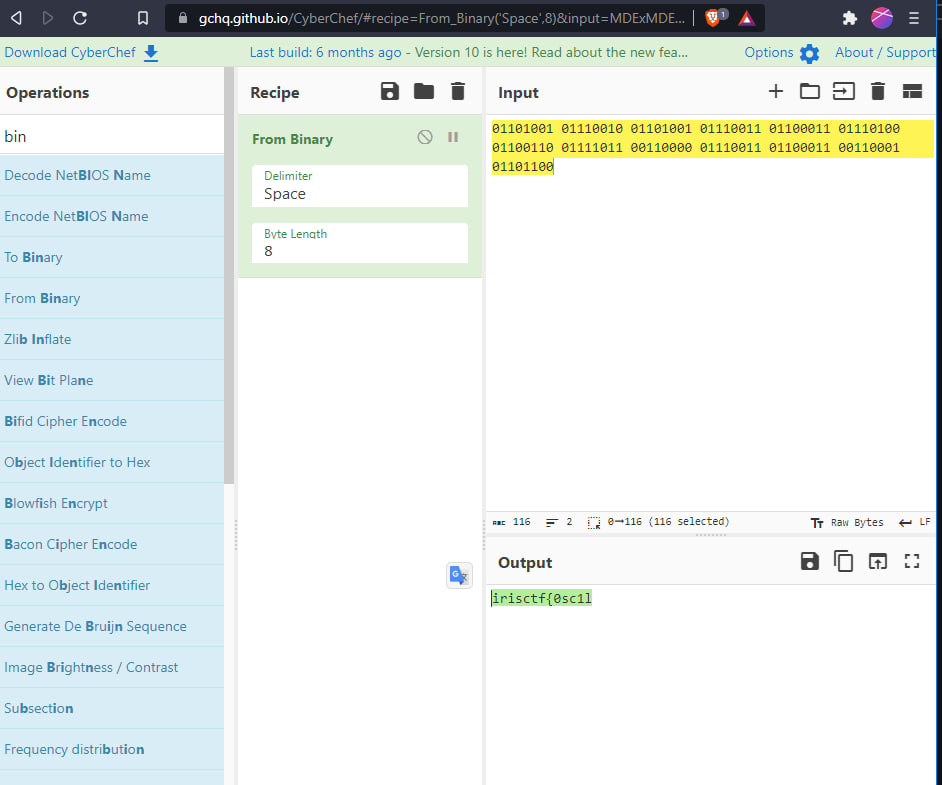 gchq.github.io/CyberChef/#recipe=From_Binary('Space',8)&input=MDExMDE...
1
Download CyberChef
Last build: 6 months ago - Version 10 is here! Read about the new fea...
Options
About / Support
Operations
Recipe
Input
bin
Decode NetBIOS Name
Encode NetBIOS Name
To Binary
From Binary
Zlib Inflate
View Bit Plane
Bifid Cipher Encode
Object Identifier to Hex
Blowfish Encrypt
Bacon Cipher Encode
Hex to Object Identifier
Generate De Bruijn Sequence
Image Brightness / Contrast
Subsection
Frequency distribution
From Binary
Delimiter
Space
Byte Length
8
01101001 01110010 01101001 01110011 01100011 01110100
01100110 01111011 00110000 01110011 01100011 00110001
01101100
ABC 116 2 0→116 (116 selected)
Tт Raw Bytes LF
Output
irisctf{0sc1l